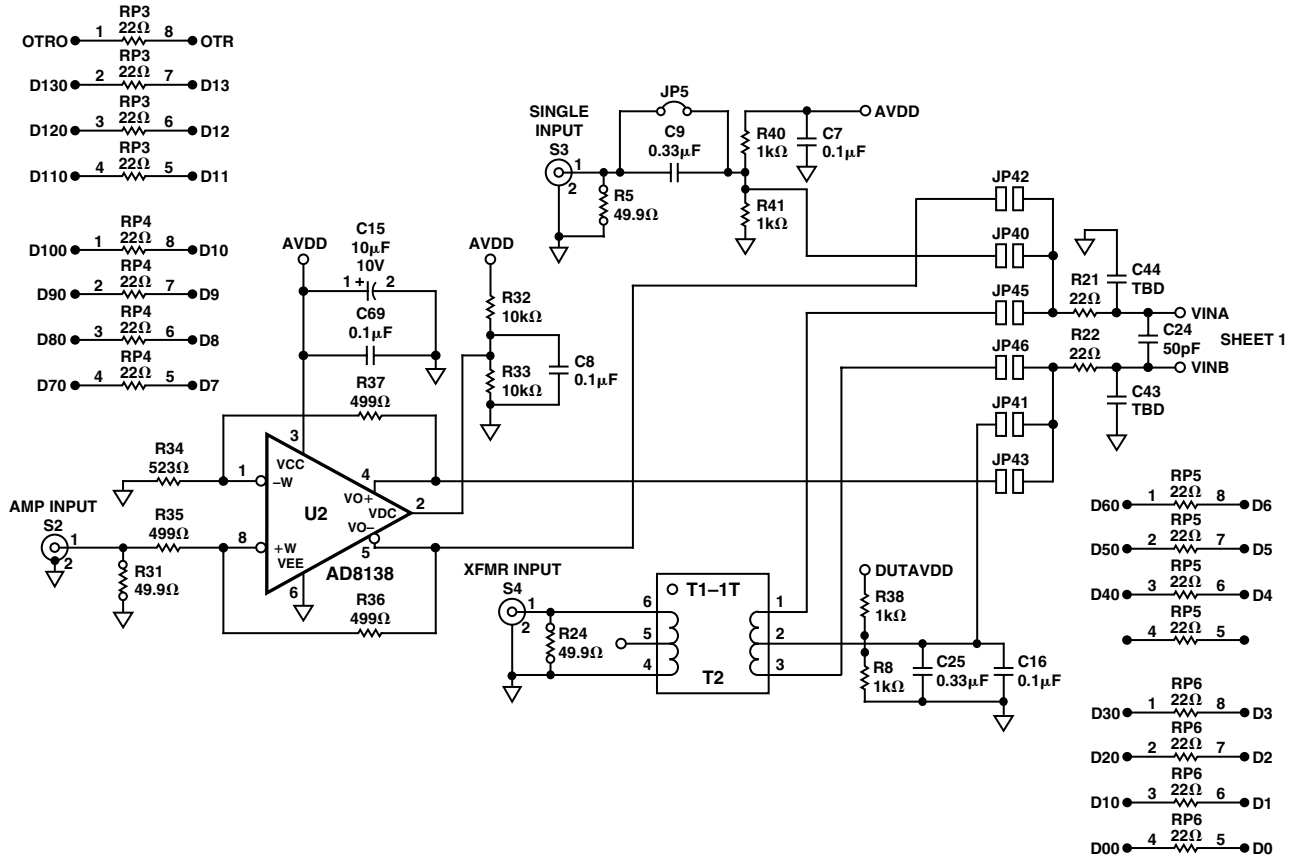 RP3
22Ω
OTRO 1 8 OTR
RP3
22Ω
D130 2 7 D13
RP3
22Ω
D120 3 6 D12
RP3
22Ω
D110 4 5 D11
RP4
22Ω
D100 1 8 D10
RP4
22Ω
D90 2 7 D9
RP4
22Ω
D80 3 6 D8
RP4
22Ω
D70 4 5 D7
SINGLE
INPUT
S3
1
2
R5
49.9Ω
JP5
C9
0.33µF
R40
1kΩ
R41
1kΩ
C7
0.1µF
AVDD
AVDD
C15
10µF
10V
1 + 2
C69
0.1µF
R37
499Ω
AVDD
R32
10kΩ
R33
10kΩ
C8
0.1µF
R34
523Ω
AMP INPUT
S2
1
2
R35
499Ω
R31
49.9Ω
3
VCC
1
–W
4
VO+
U2
VDC
2
VO–
5
8
+W
VEE
6
AD8138
R36
499Ω
XFMR INPUT
S4
1
2
R24
49.9Ω
T1–1T
6
5
4
1
2
3
T2
DUTAVDD
R38
1kΩ
R8
1kΩ
C25
0.33µF
C16
0.1µF
JP42
JP40
JP45
JP46
JP41
JP43
R21
22Ω
R22
22Ω
C44
TBD
C24
50pF
C43
TBD
VINA
SHEET 1
VINB
RP5
22Ω
D60 1 8 D6
RP5
22Ω
D50 2 7 D5
RP5
22Ω
D40 3 6 D4
RP5
22Ω
4 5
RP6
22Ω
D30 1 8 D3
RP6
22Ω
D20 2 7 D2
RP6
22Ω
D10 3 6 D1
RP6
22Ω
D00 4 5 D0